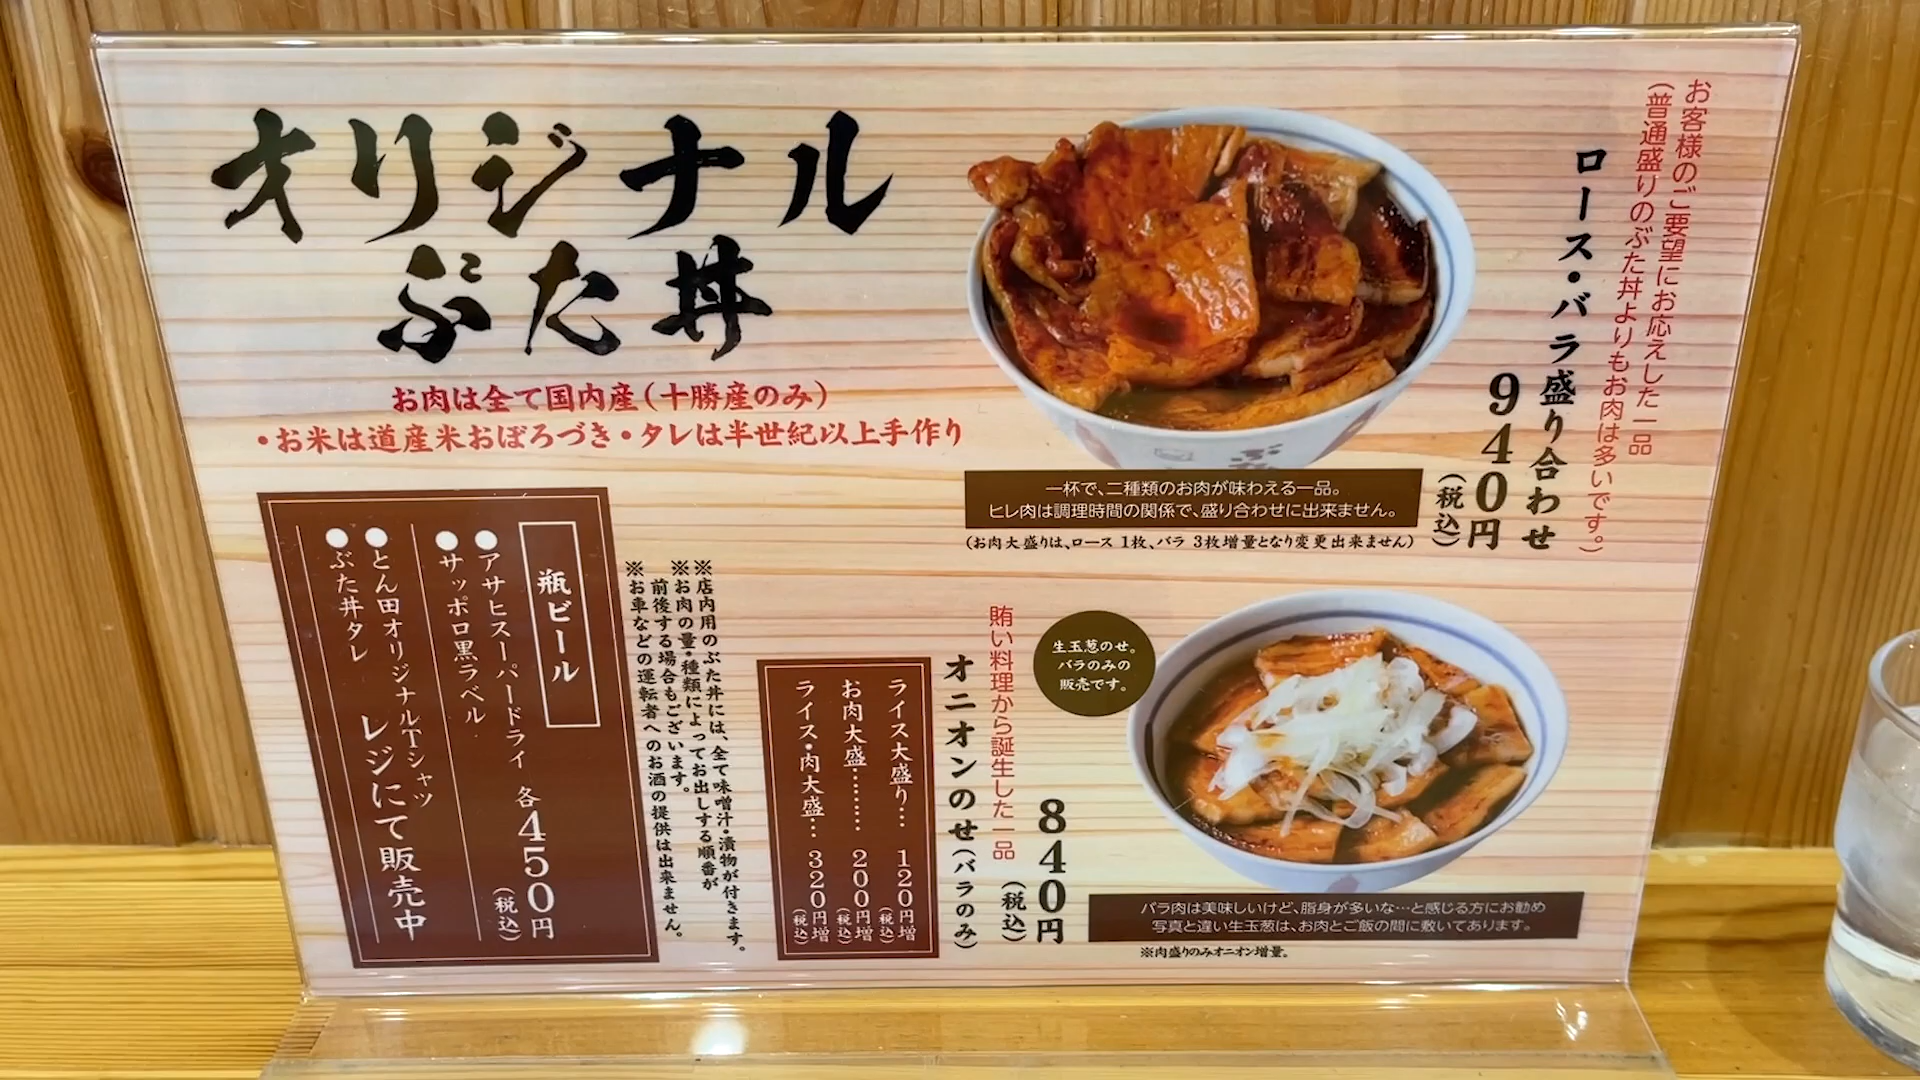 オリジナル
ぶた丼
お肉は全て国内産(十勝産のみ)
・お米は道産米おぼろづき・タレは半世紀以上手作り
お客様のご要望にお応えした一品
(普通盛りのぶた丼よりもお肉は多いです。)
ロース・バラ盛り合わせ
940円
(税込)
一杯で、二種類のお肉が味わえる一品。
ヒレ肉は調理時間の関係で、盛り合わせに出来ません。
(お肉大盛りは、ロース 1枚、バラ 3枚増量となり変更出来ません)
生玉葱のせ。
バラのみの
販売です。
840円
(税込)
賄い料理から誕生した一品
オニオンのせ(バラのみ)
バラ肉は美味しいけど、脂身が多いな…と感じる方にお勧め
写真と違い生玉葱は、お肉とご飯の間に敷いてあります。
※肉盛りのみオニオン増量。
ライス大盛り… 120円増(税込)
お肉大盛……… 200円増(税込)
ライス・肉大盛… 320円増(税込)
※店内用のぶた丼には、全て味噌汁・漬物が付きます。
※お肉の量・種類によってお出しする順番が
前後する場合もございます。
※お車などの運転者へのお酒の提供は出来ません。
瓶ビール
●アサヒスーパードライ
●サッポロ黒ラベル
各450円
(税込)
●とん田オリジナルTシャツ
●ぶた丼タレ
レジにて販売中